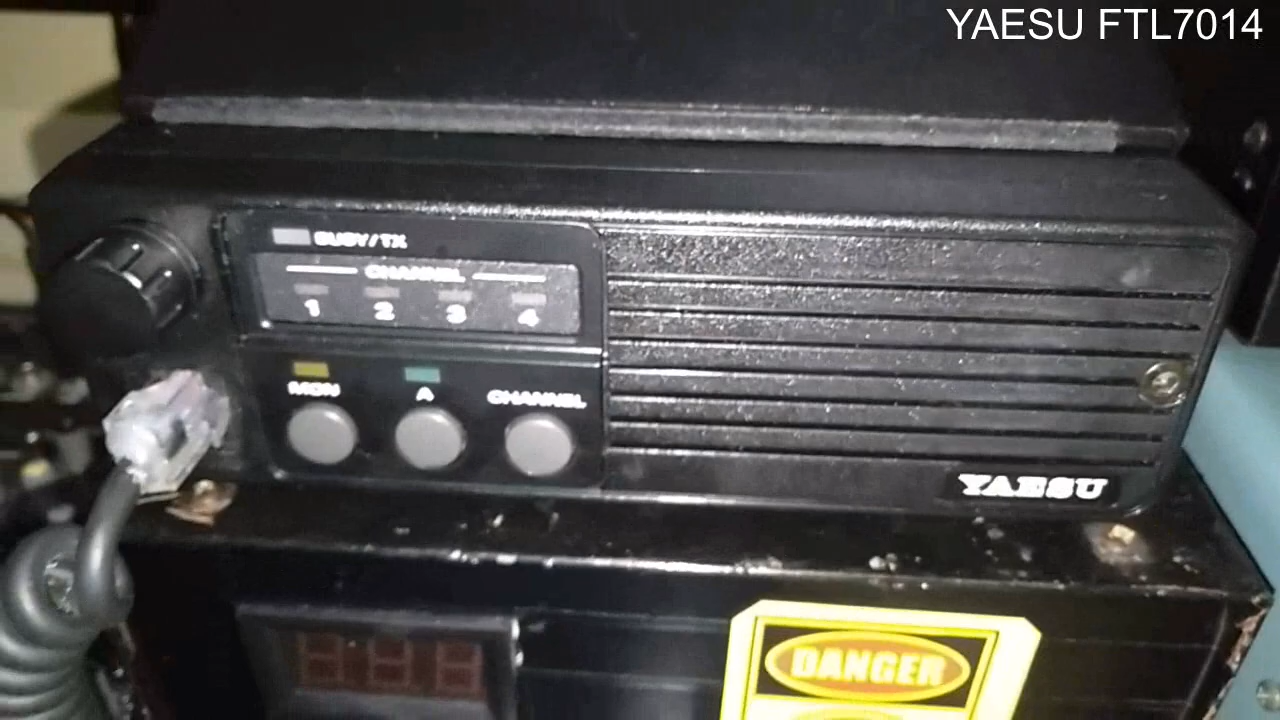 YAESU FTL7014
BUSY/TX
CHANNEL
1 2 3 4
MON A CHANNEL
YAESU
DANGER